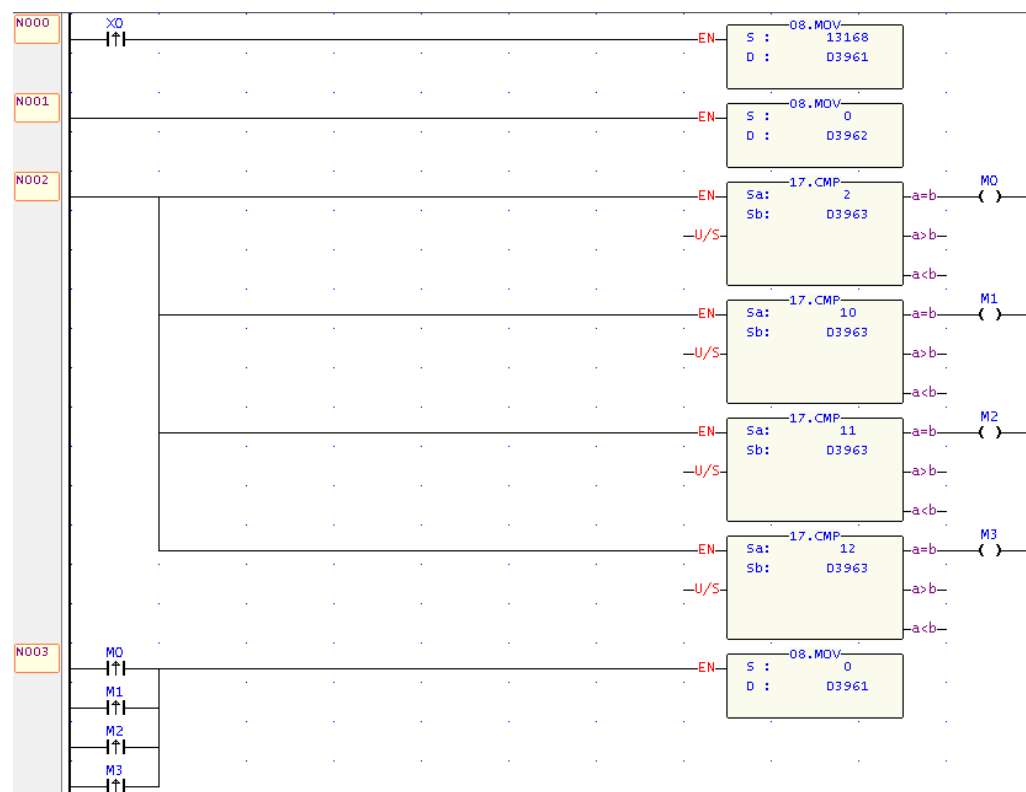 N000 X0 08.MOV
EN S : 13168
D : D3961
N001 08.MOV
EN S : 0
D : D3962
N002 17.CMP M0
EN Sa: 2 a=b
Sb: D3963
U/S a>b
a<b
17.CMP M1
EN Sa: 10 a=b
Sb: D3963
U/S a>b
a<b
17.CMP M2
EN Sa: 11 a=b
Sb: D3963
U/S a>b
a<b
17.CMP M3
EN Sa: 12 a=b
Sb: D3963
U/S a>b
a<b
N003 M0 08.MOV
EN S : 0
D : D3961
M1
M2
M3